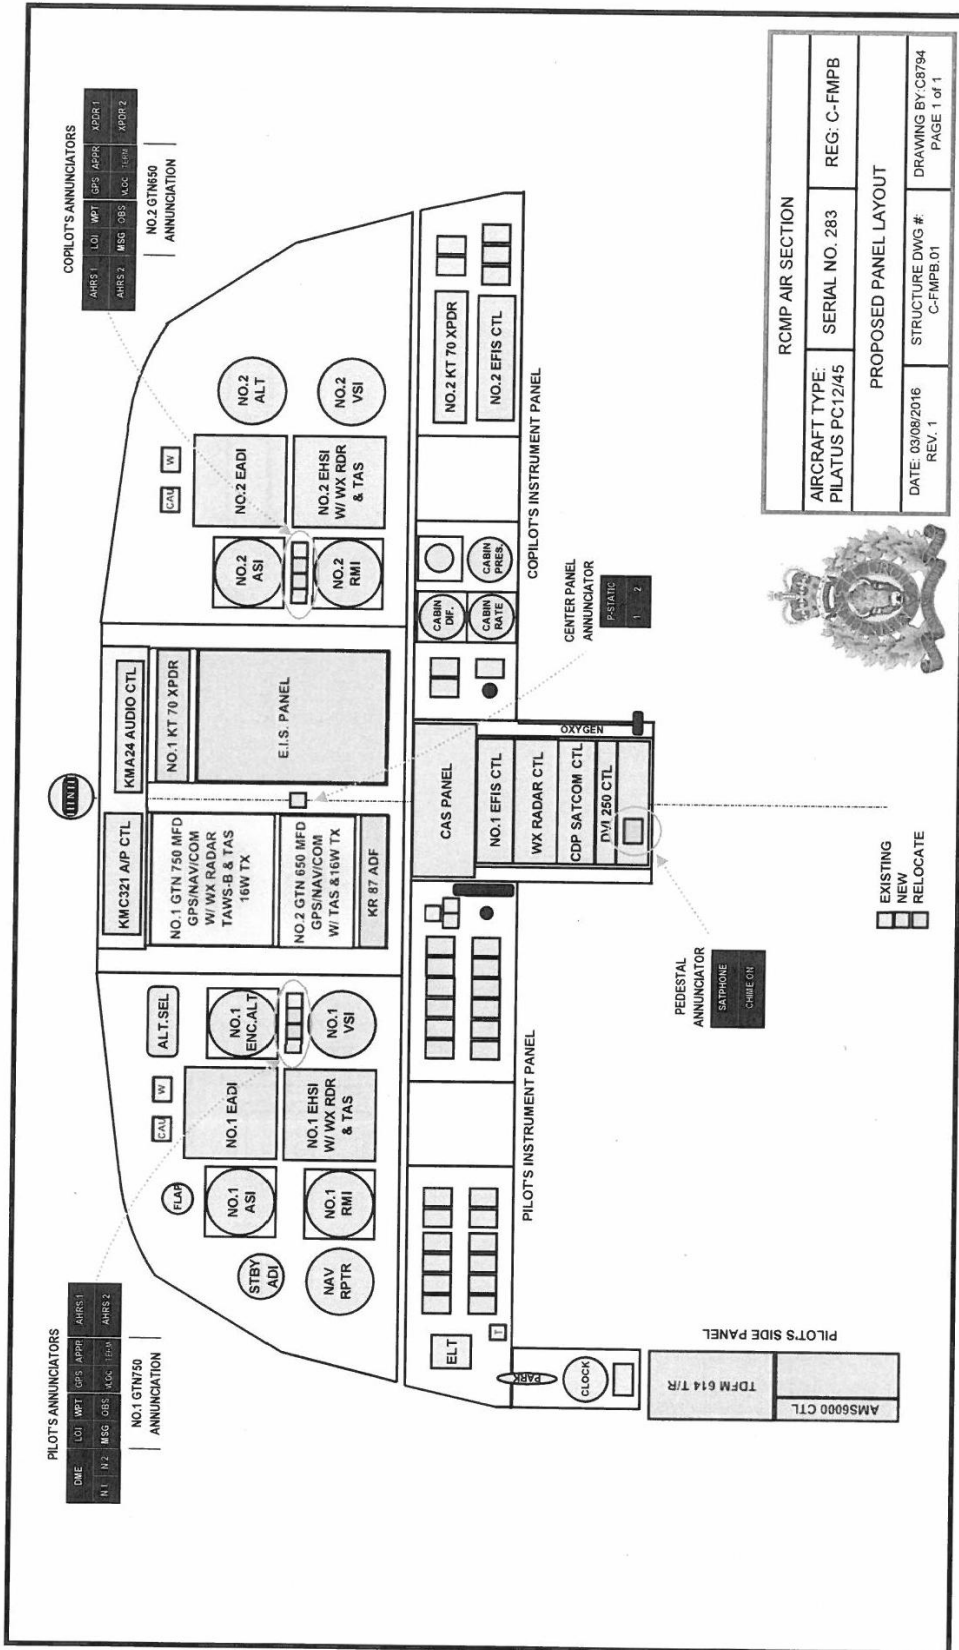 PILOT'S ANNUNCIATORS
DME LOI WPT GPS APPR AHRS 1
N1 N2 MSG OBS VLOC TERM AHRS 2
NO.1 GTN750
ANNUNCIATION
COPILOT'S ANNUNCIATORS
AHRS 1 LOI WPT GPS APPR XPDR 1
AHRS 2 MSG OBS VLOC TERM XPDR 2
NO.2 GTN650
ANNUNCIATION
FLAP
CAU
W
ALT.SEL
STBY
ADI
NO.1
ASI
NO.1 EADI
NO.1
ENC.ALT
NAV
RPTR
NO.1
RMI
NO.1 EHSI
W/ WX RDR
& TAS
NO.1
VSI
KMC321 A/P CTL
KMA24 AUDIO CTL
NO.1 GTN 750 MFD
GPS/NAV/COM
W/ WX RADAR
TAWS-B & TAS
16W TX
NO.1 KT 70 XPDR
E.I.S. PANEL
NO.2 GTN 650 MFD
GPS/NAV/COM
W/ TAS &16W TX
KR 87 ADF
CAU
W
NO.2
ASI
NO.2 EADI
NO.2
ALT
NO.2
RMI
NO.2 EHSI
W/ WX RDR
& TAS
NO.2
VSI
ELT
T
PARK
CLOCK
PILOT'S INSTRUMENT PANEL
CAS PANEL
NO.1 EFIS CTL
WX RADAR CTL
CDP SATCOM CTL
DVI 250 CTL
OXYGEN
CABIN
DIF.
CABIN
RATE
CABIN
PRES.
NO.2 KT 70 XPDR
NO.2 EFIS CTL
COPILOT'S INSTRUMENT PANEL
PILOT'S SIDE PANEL
TDFM 614 T/R
AMS6000 CTL
PEDESTAL
ANNUNCIATOR
SATPHONE
CHIME ON
CENTER PANEL
ANNUNCIATOR
P-STATIC
1 2
EXISTING
NEW
RELOCATE
RCMP AIR SECTION
AIRCRAFT TYPE:
PILATUS PC12/45
SERIAL NO. 283
REG: C-FMPB
PROPOSED PANEL LAYOUT
DATE: 03/08/2016
REV. 1
STRUCTURE DWG #:
C-FMPB.01
DRAWING BY:C8794
PAGE 1 of 1